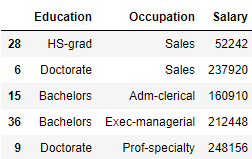 Education Occupation Salary
28 HS-grad Sales 52242
6 Doctorate Sales 237920
15 Bachelors Adm-clerical 160910
36 Bachelors Exec-managerial 212448
9 Doctorate Prof-specialty 248156